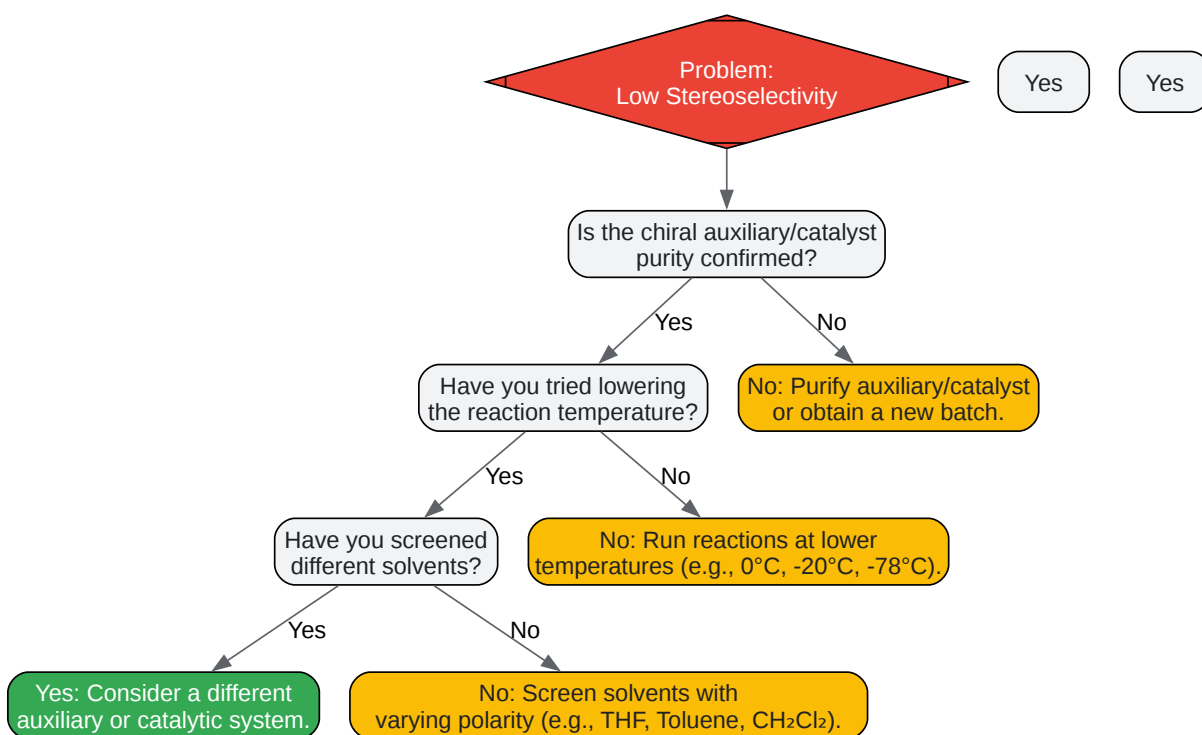 Problem:
Low Stereoselectivity
Yes
Yes
Is the chiral auxiliary/catalyst
purity confirmed?
Yes
No
Have you tried lowering
the reaction temperature?
No: Purify auxiliary/catalyst
or obtain a new batch.
Yes
No
Have you screened
different solvents?
No: Run reactions at lower
temperatures (e.g., 0°C, -20°C, -78°C).
Yes
No
Yes: Consider a different
auxiliary or catalytic system.
No: Screen solvents with
varying polarity (e.g., THF, Toluene, CH₂Cl₂).